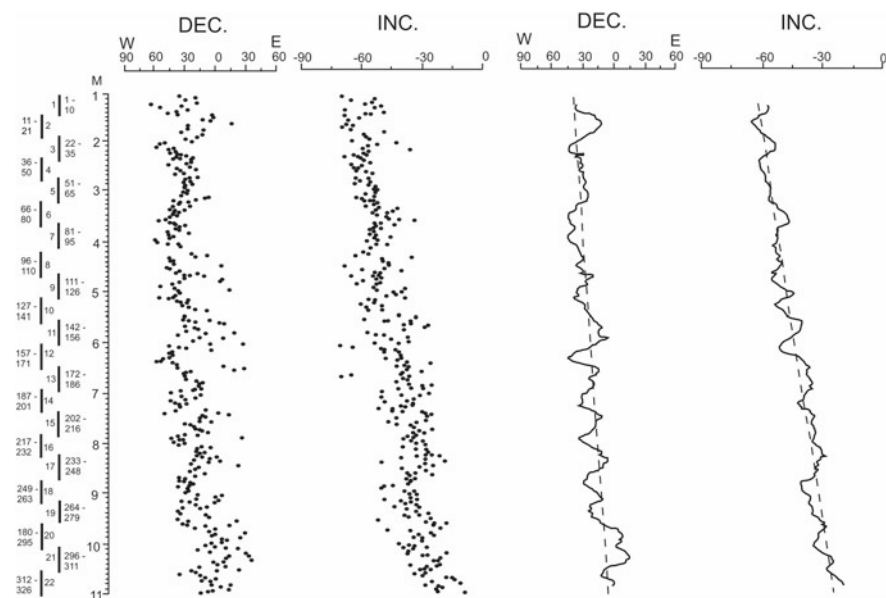 DEC. INC. DEC. INC.
W E W E
90 60 30 0 30 60 -90 -60 -30 0 90 60 30 0 30 60 -90 -60 -30 0
M
1
1 1 - 10
11 - 21 2
2
3 22 - 35
36 - 50 4
3
5 51 - 65
66 - 80 6
7 81 - 95
4
96 - 110 8
9 111 - 126
5
127 - 141 10
11 142 - 156
6
157 - 171 12
13 172 - 186
7
187 - 201 14
15 202 - 216
8
217 - 232 16
17 233 - 248
9
249 - 263 18
19 264 - 279
180 - 295 20
10
21 296 - 311
312 - 326 22
11